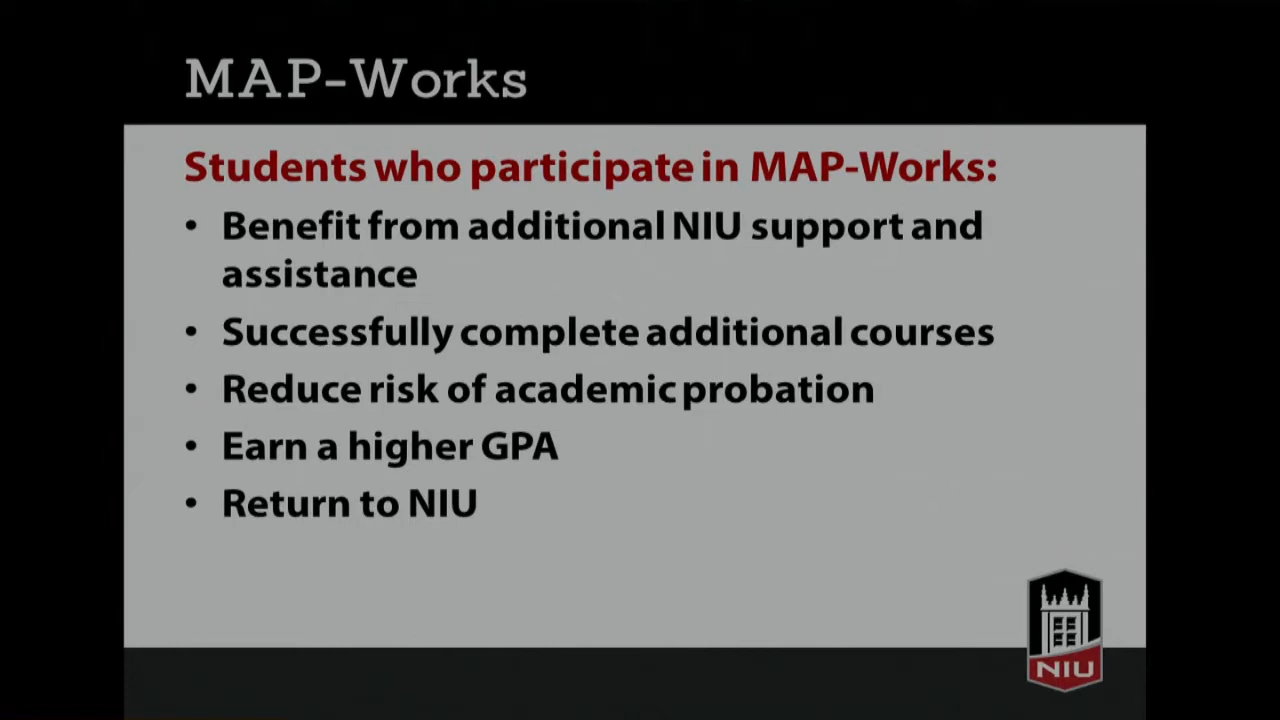 MAP-Works
Students who participate in MAP-Works:
• Benefit from additional NIU support and
assistance
• Successfully complete additional courses
• Reduce risk of academic probation
• Earn a higher GPA
• Return to NIU
NIU